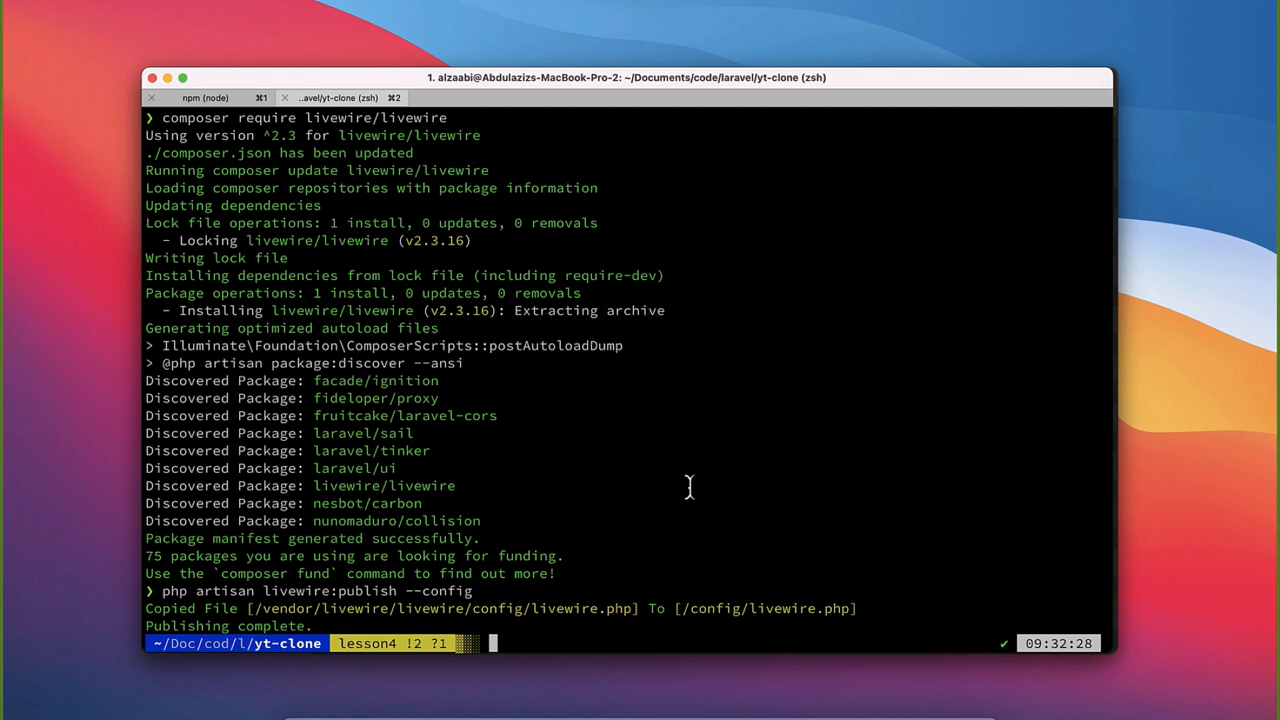 1. alzaabi@Abdulazizs-MacBook-Pro-2: ~/Documents/code/laravel/yt-clone (zsh)
npm (node) ⌘1 ..avel/yt-clone (zsh) ⌘2
❯ composer require livewire/livewire
Using version ^2.3 for livewire/livewire
./composer.json has been updated
Running composer update livewire/livewire
Loading composer repositories with package information
Updating dependencies
Lock file operations: 1 install, 0 updates, 0 removals
  - Locking livewire/livewire (v2.3.16)
Writing lock file
Installing dependencies from lock file (including require-dev)
Package operations: 1 install, 0 updates, 0 removals
  - Installing livewire/livewire (v2.3.16): Extracting archive
Generating optimized autoload files
> Illuminate\Foundation\ComposerScripts::postAutoloadDump
> @php artisan package:discover --ansi
Discovered Package: facade/ignition
Discovered Package: fideloper/proxy
Discovered Package: fruitcake/laravel-cors
Discovered Package: laravel/sail
Discovered Package: laravel/tinker
Discovered Package: laravel/ui
Discovered Package: livewire/livewire
Discovered Package: nesbot/carbon
Discovered Package: nunomaduro/collision
Package manifest generated successfully.
75 packages you are using are looking for funding.
Use the `composer fund` command to find out more!
❯ php artisan livewire:publish --config
Copied File [/vendor/livewire/livewire/config/livewire.php] To [/config/livewire.php]
Publishing complete.
~/Doc/cod/l/yt-clone lesson4 !2 ?1 ✔ 09:32:28